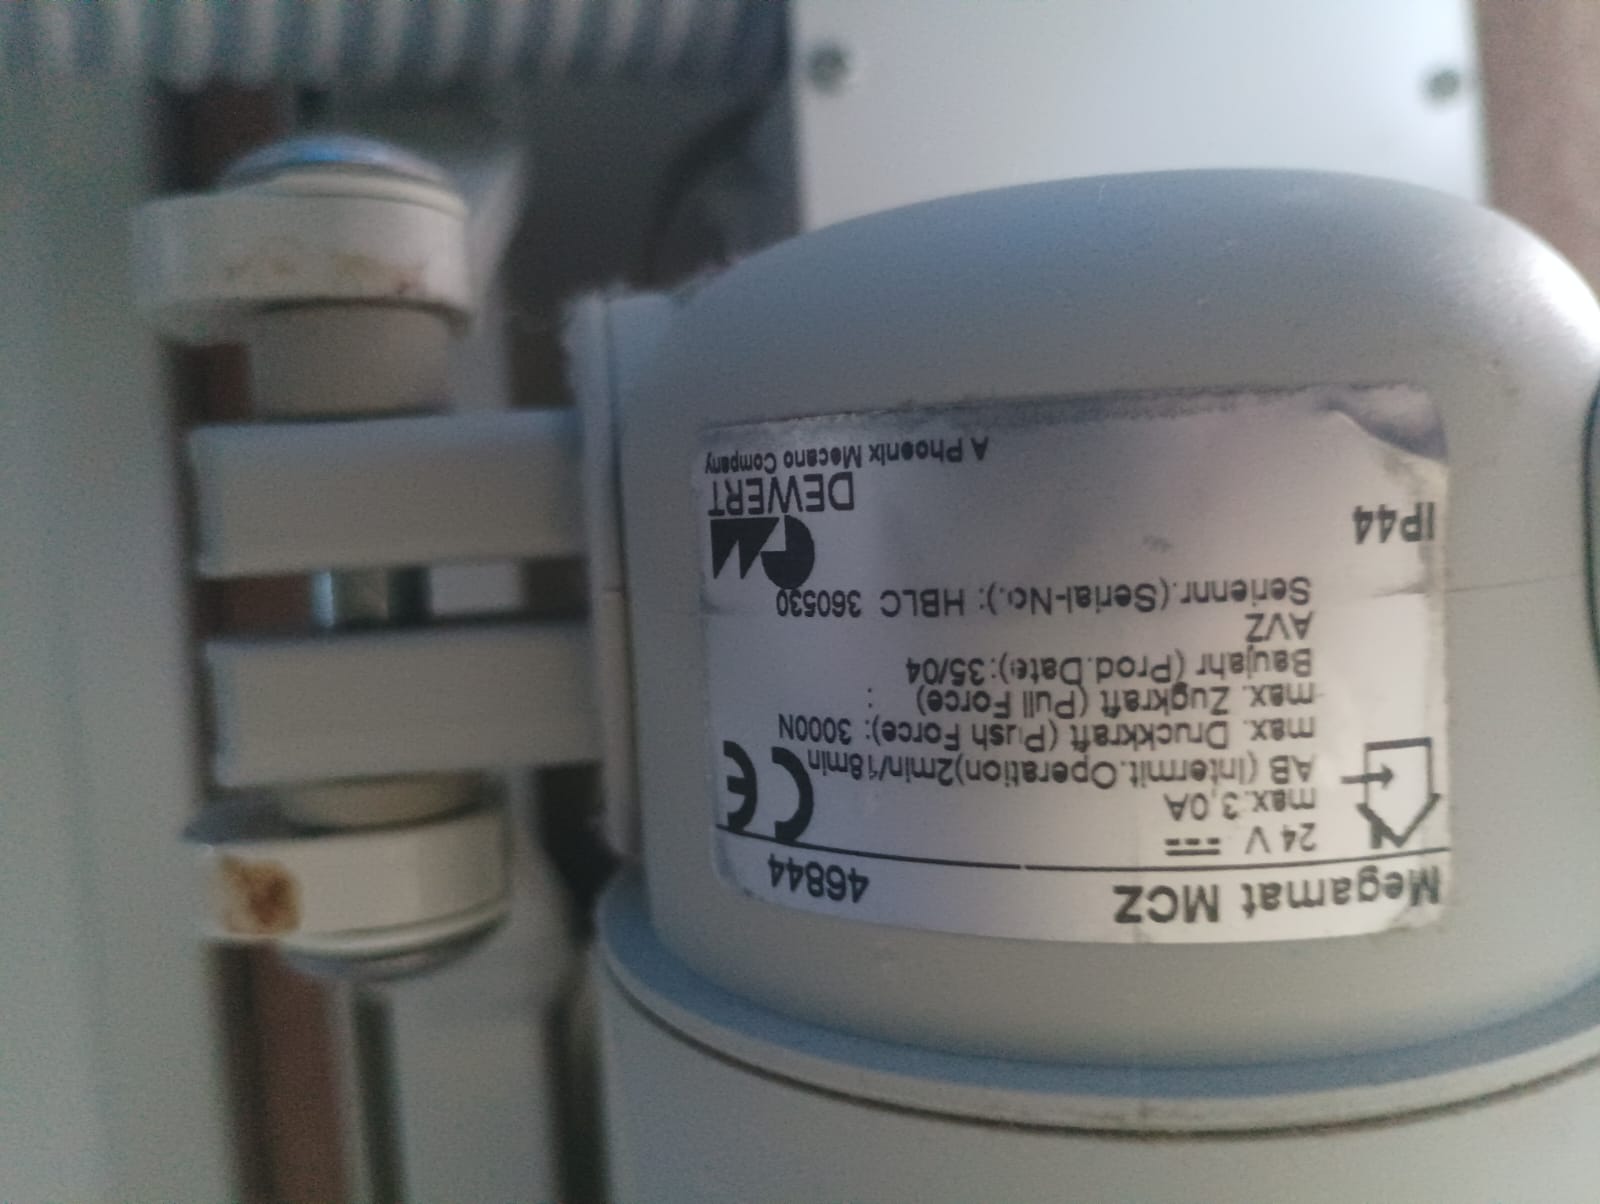 Megamat MCZ 46844
24 V
max. 3,0A
AB (Intermit.Operation)2min/18min
max. Druckkraft (Push Force): 3000N
max. Zugkraft (Pull Force) :
Baujahr (Prod.Date):35/04
AVZ
Seriennr.(Serial-No.): HBLC 360530
IP44
DEWERT
A Phoenix Mecano Company
CE